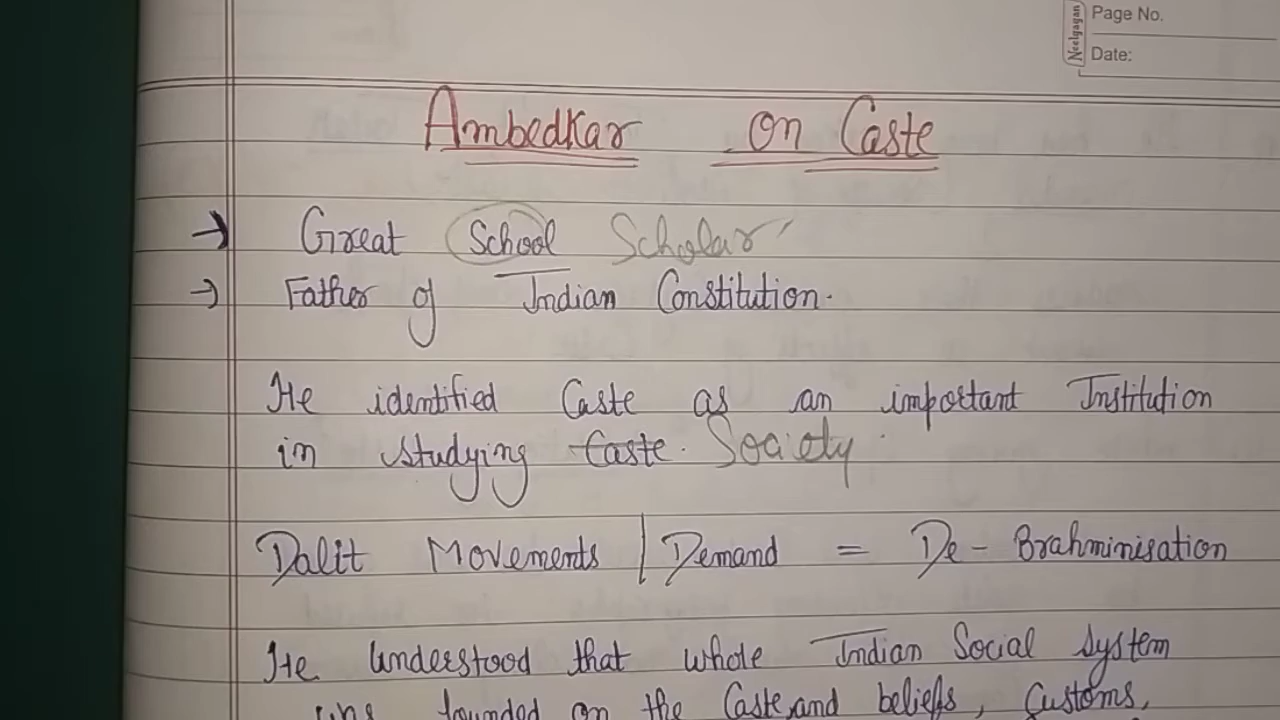 Neelgagan
Page No.
Date:
Ambedkar on Caste
→ Great School Scholar
→ Father of Indian Constitution.
He identified Caste as an important Institution
in studying Caste. Society.
Dalit Movements | Demand = De-Brahminisation
He understood that whole Indian Social System
founded on the Caste, and beliefs, Customs,